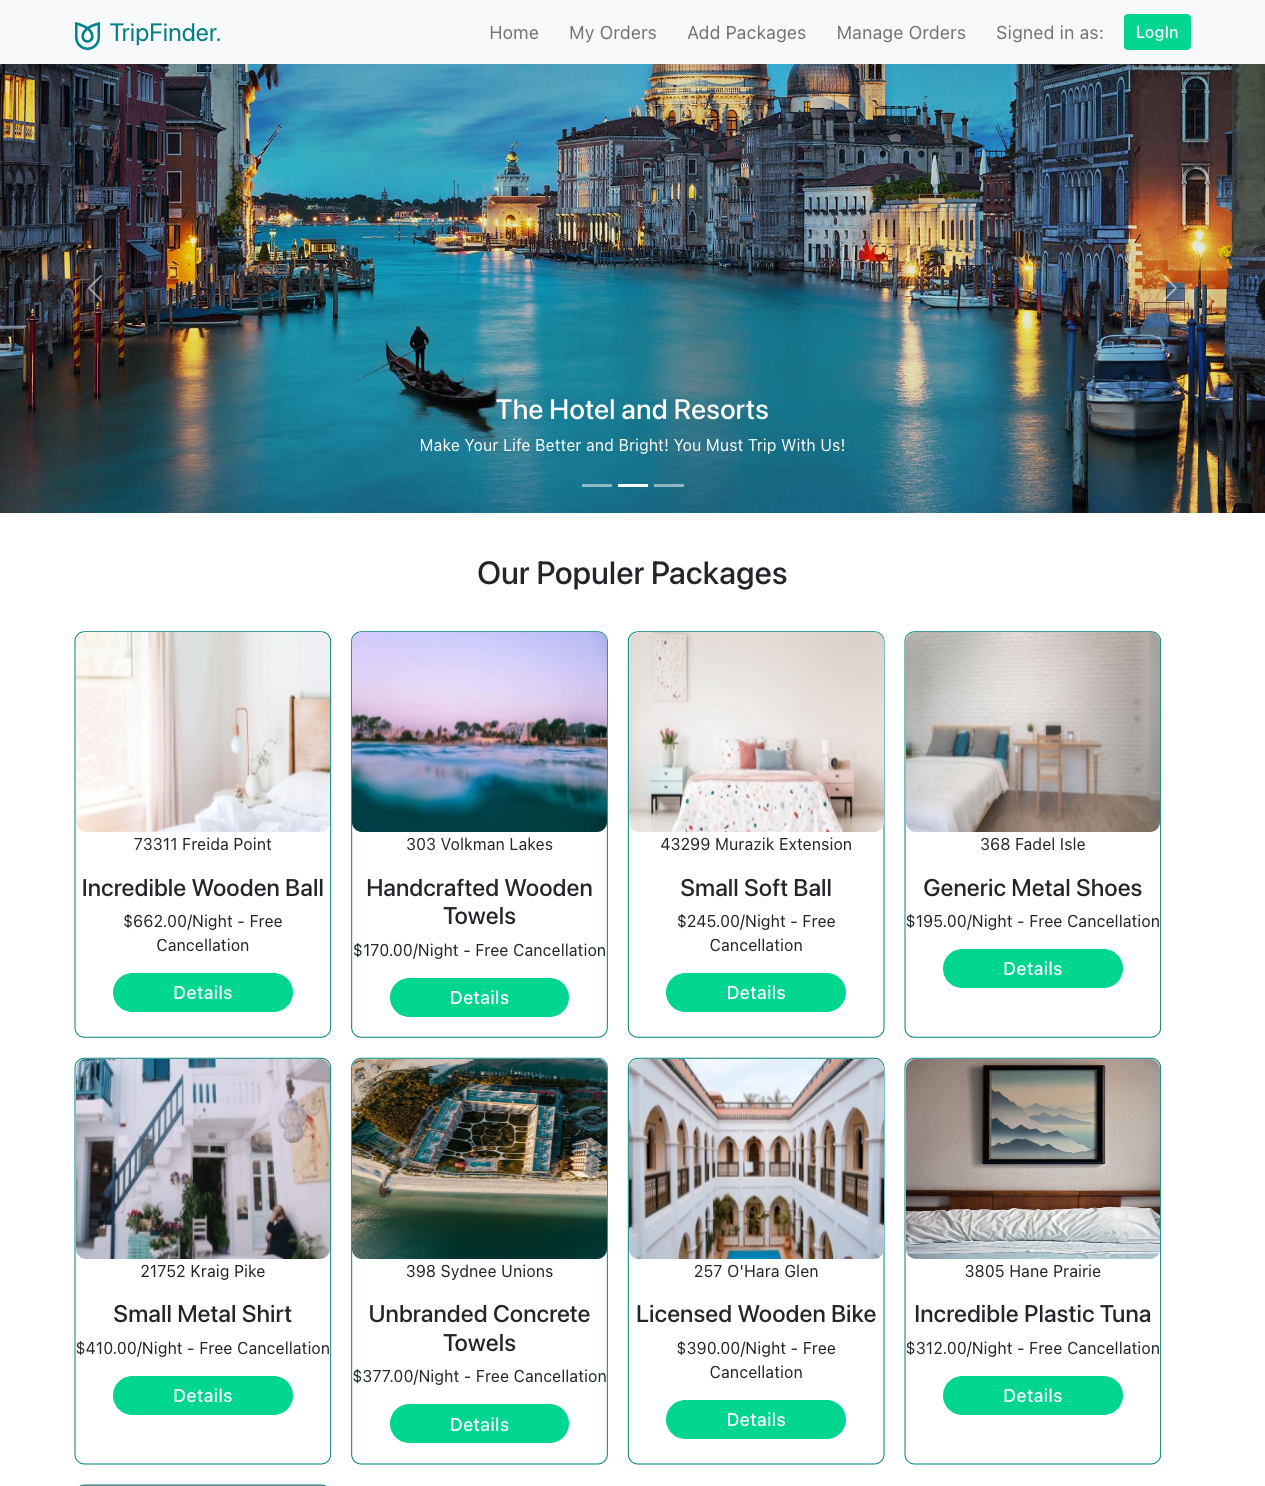 TripFinder.
Home My Orders Add Packages Manage Orders Signed in as: LogIn
The Hotel and Resorts
Make Your Life Better and Bright! You Must Trip With Us!
Our Populer Packages
73311 Freida Point
Incredible Wooden Ball
$662.00/Night - Free
Cancellation
Details
303 Volkman Lakes
Handcrafted Wooden
Towels
$170.00/Night - Free Cancellation
Details
43299 Murazik Extension
Small Soft Ball
$245.00/Night - Free
Cancellation
Details
368 Fadel Isle
Generic Metal Shoes
$195.00/Night - Free Cancellation
Details
21752 Kraig Pike
Small Metal Shirt
$410.00/Night - Free Cancellation
Details
398 Sydnee Unions
Unbranded Concrete
Towels
$377.00/Night - Free Cancellation
Details
257 O'Hara Glen
Licensed Wooden Bike
$390.00/Night - Free
Cancellation
Details
3805 Hane Prairie
Incredible Plastic Tuna
$312.00/Night - Free Cancellation
Details